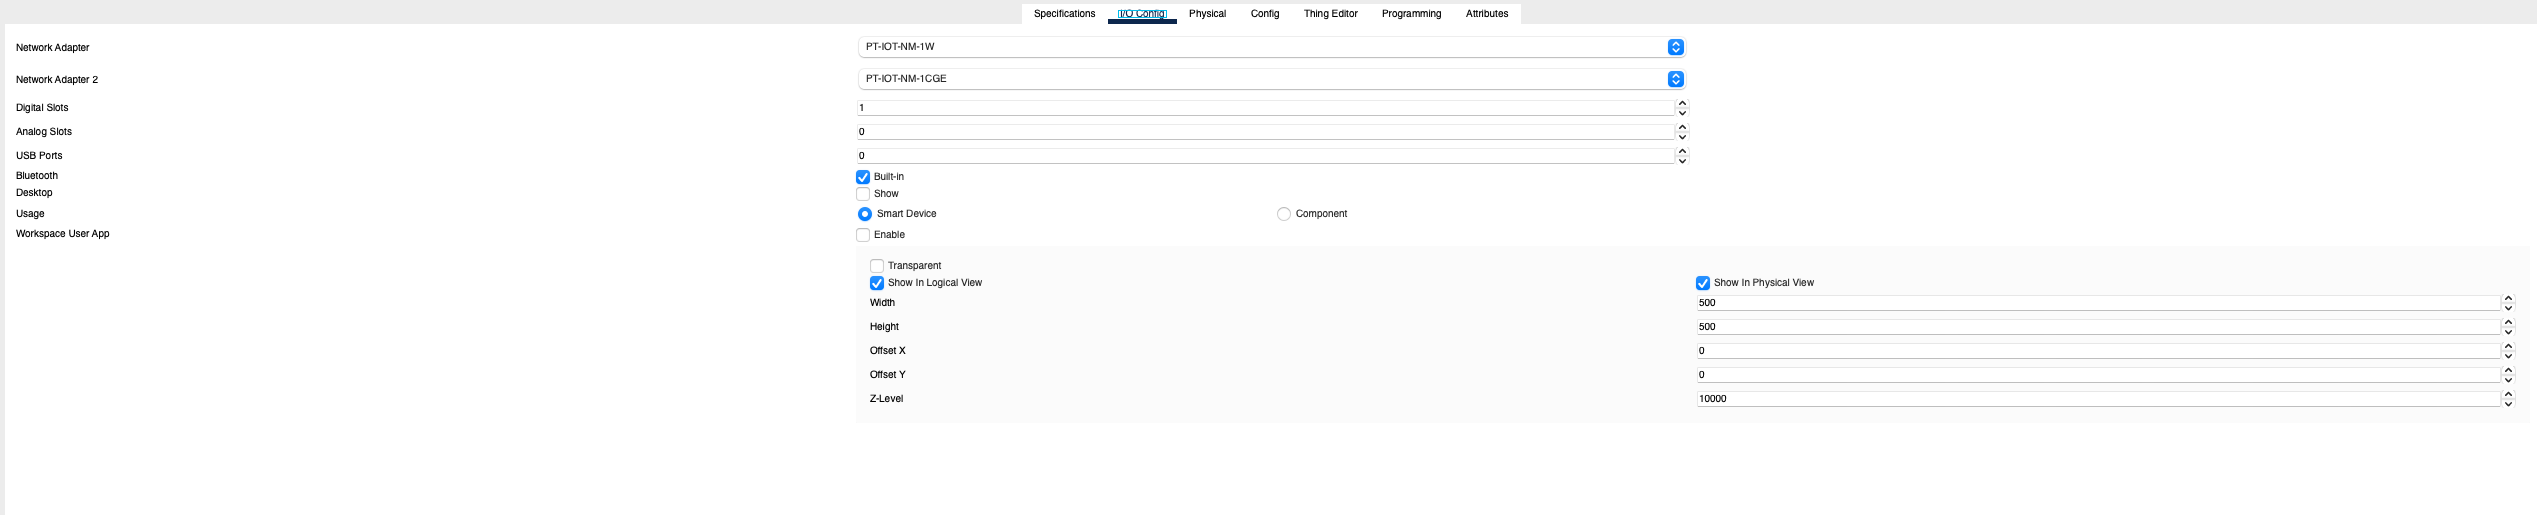 Specifications I/O Config Physical Config Thing Editor Programming Attributes
Network Adapter PT-IOT-NM-1W
Network Adapter 2 PT-IOT-NM-1CGE
Digital Slots 1
Analog Slots 0
USB Ports 0
Bluetooth Built-in
Desktop Show
Usage Smart Device Component
Workspace User App Enable
Transparent
Show In Logical View Show In Physical View
Width 500
Height 500
Offset X 0
Offset Y 0
Z-Level 10000